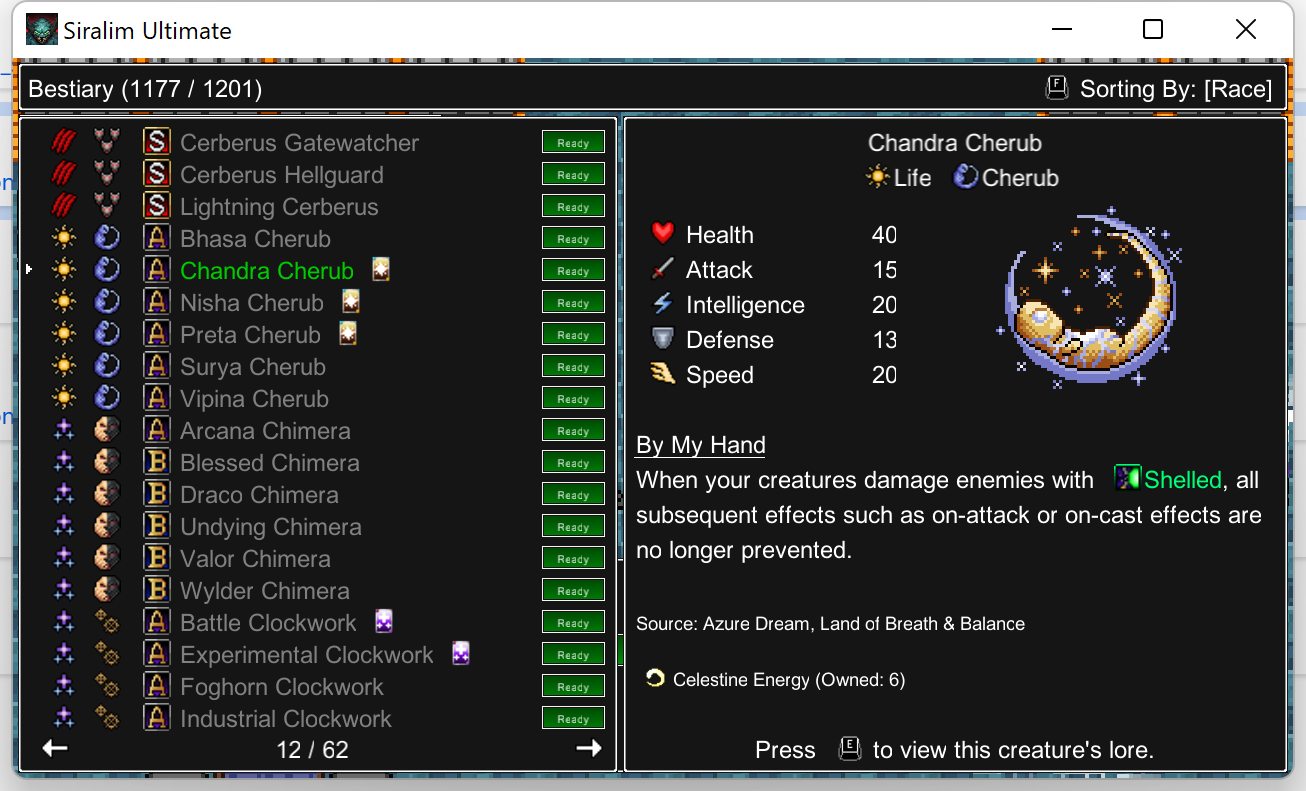 Siralim Ultimate
Bestiary (1177 / 1201)
F Sorting By: [Race]
S Cerberus Gatewatcher Ready
S Cerberus Hellguard Ready
S Lightning Cerberus Ready
A Bhasa Cherub Ready
A Chandra Cherub Ready
A Nisha Cherub Ready
A Preta Cherub Ready
A Surya Cherub Ready
A Vipina Cherub Ready
A Arcana Chimera Ready
B Blessed Chimera Ready
B Draco Chimera Ready
B Undying Chimera Ready
B Valor Chimera Ready
B Wylder Chimera Ready
A Battle Clockwork Ready
A Experimental Clockwork Ready
A Foghorn Clockwork Ready
A Industrial Clockwork Ready
12 / 62
Chandra Cherub
Life Cherub
Health 40
Attack 15
Intelligence 20
Defense 13
Speed 20
By My Hand
When your creatures damage enemies with Shelled, all
subsequent effects such as on-attack or on-cast effects are
no longer prevented.
Source: Azure Dream, Land of Breath & Balance
Celestine Energy (Owned: 6)
Press E to view this creature's lore.